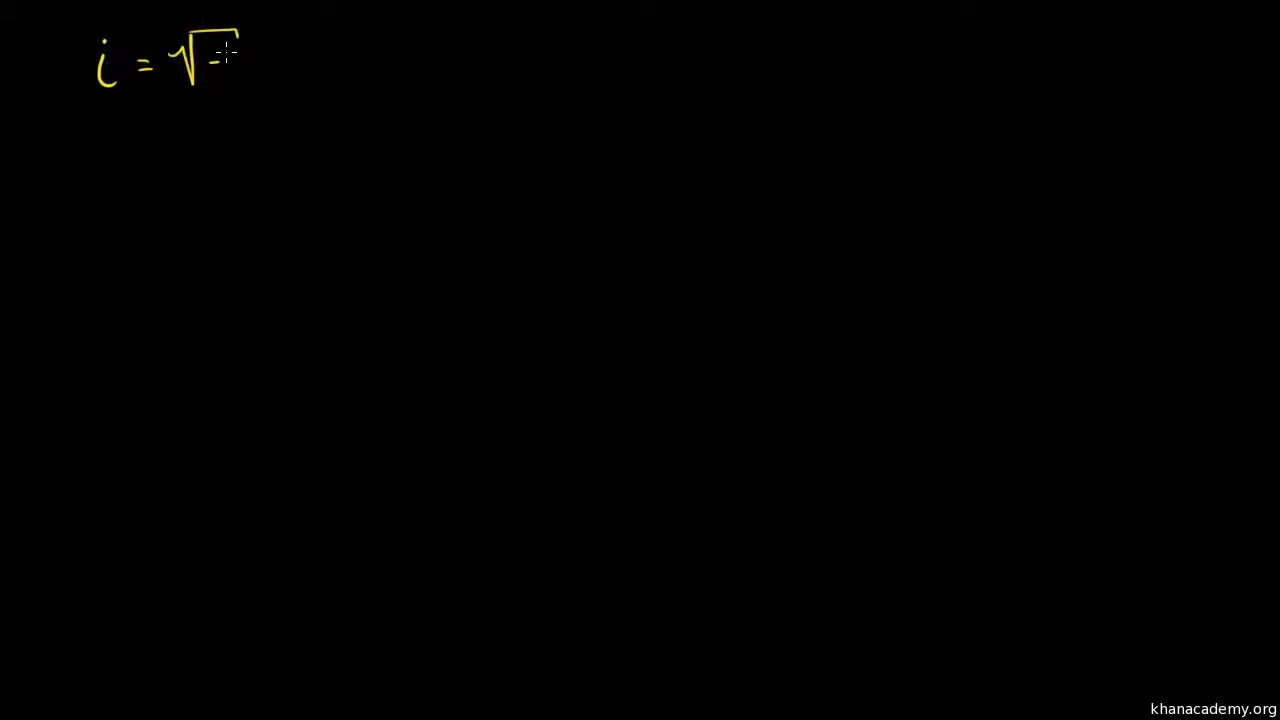 i = √-
khanacademy.org